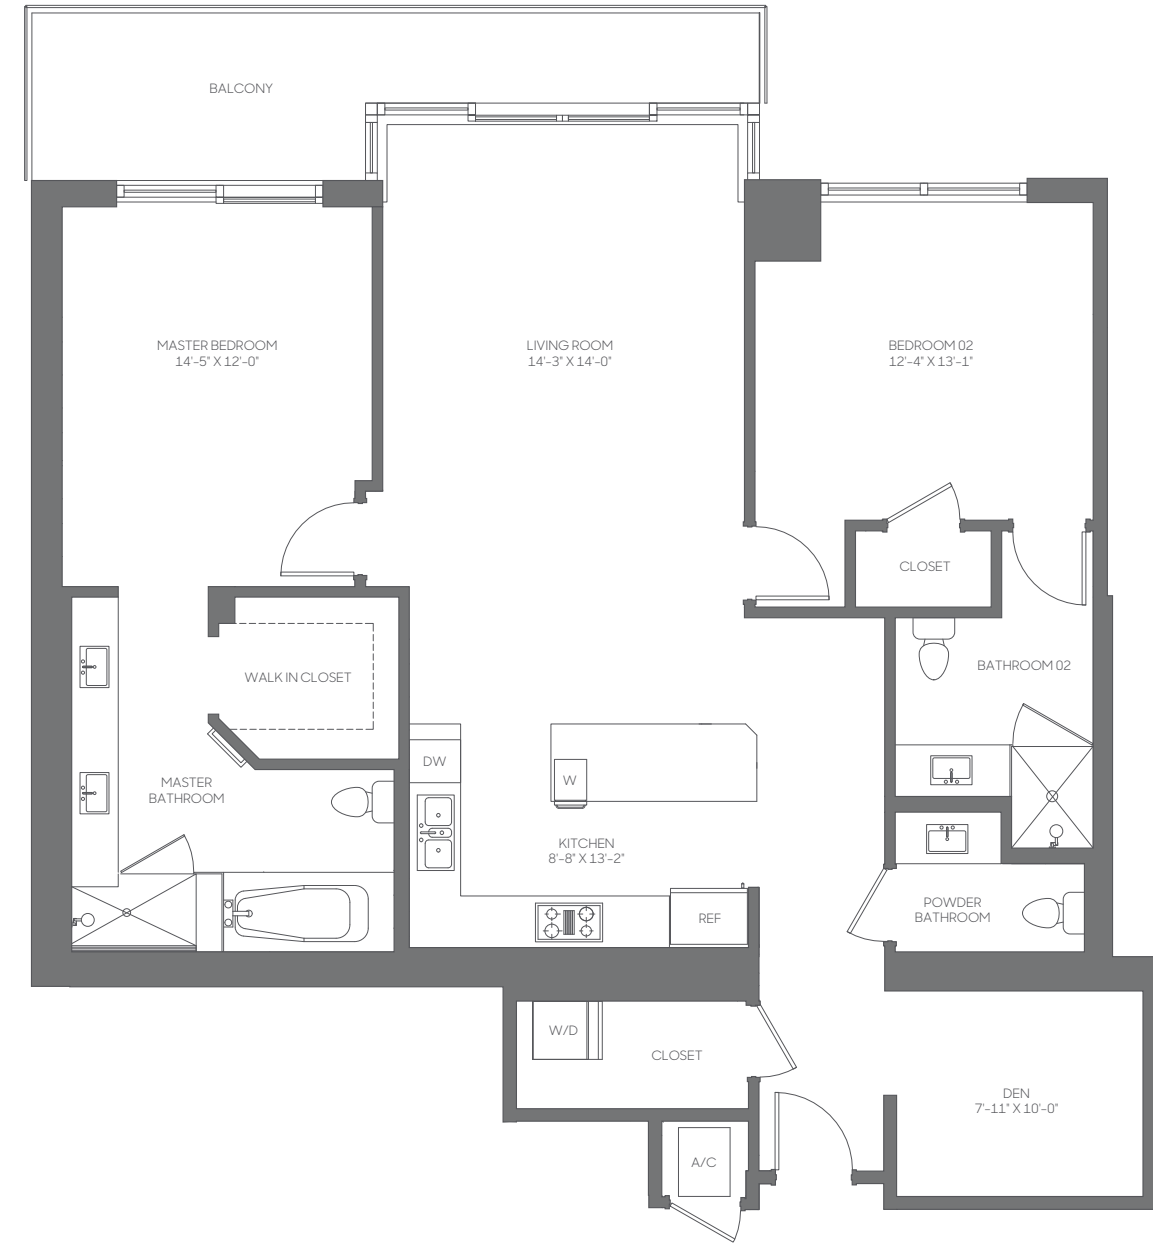 BALCONY
MASTER BEDROOM
14'-5" X 12'-0"
LIVING ROOM
14'-3" X 14'-0"
BEDROOM 02
12'-4" X 13'-1"
CLOSET
WALK IN CLOSET
BATHROOM 02
DW
W
MASTER
BATHROOM
KITCHEN
8'-8" X 13'-2"
REF
POWDER
BATHROOM
W/D
CLOSET
DEN
7'-11" X 10'-0"
A/C